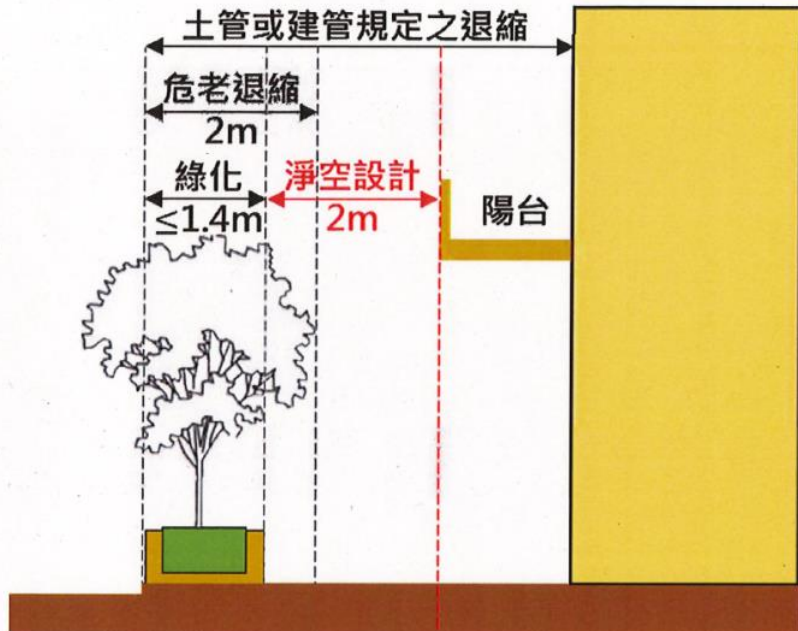 土管或建管規定之退縮
危老退縮
2m
綠化
≤1.4m
淨空設計
2m
陽台